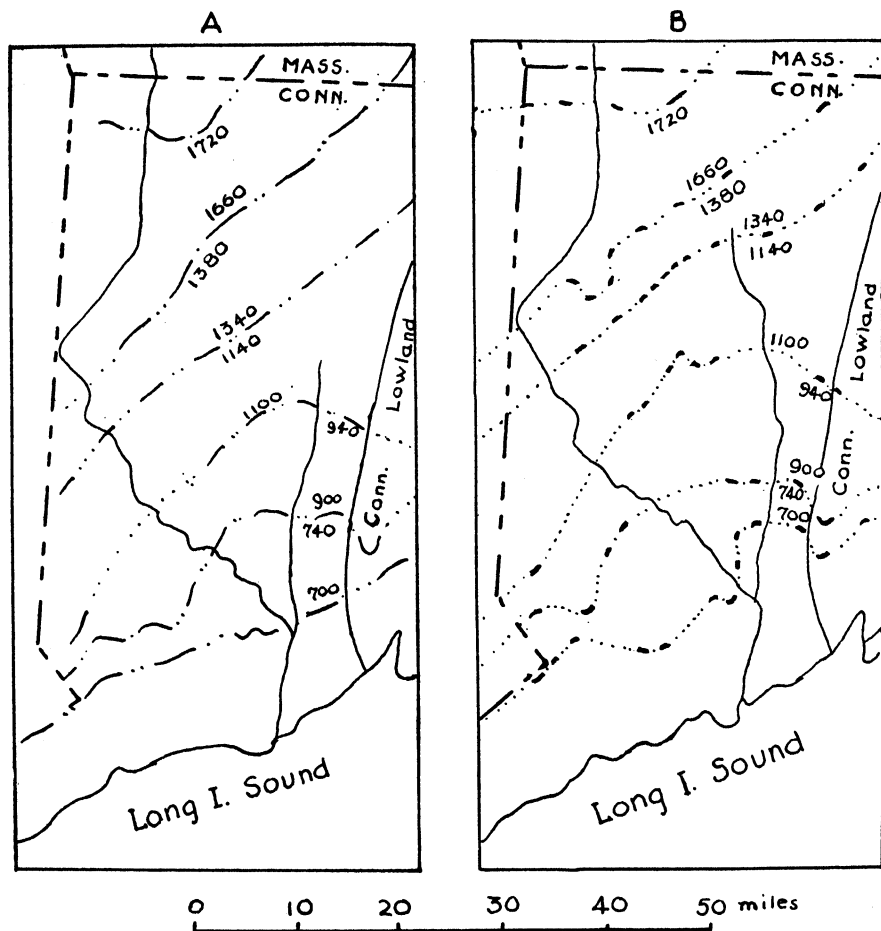 A
MASS.
CONN.
1720
1660
1380
1340
1140
1100
940
900
740
700
Lowland
Conn.
Long I. Sound
B
MASS.
CONN.
1720
1660
1380
1340
1140
1100
940
900
740
700
Lowland
Conn.
Long I. Sound
0 10 20 30 40 50 miles